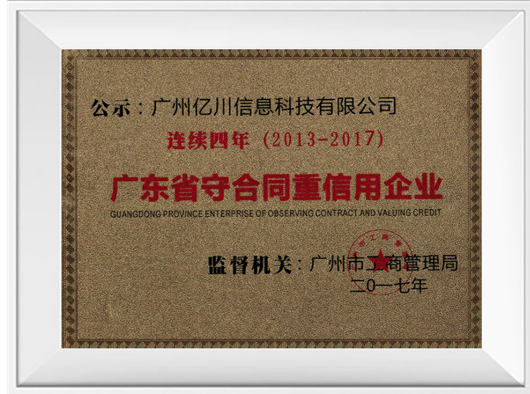 公示：广州亿川信息科技有限公司
连续四年（2013-2017）
广东省守合同重信用企业
GUANGDONG PROVINCE ENTERPRISE OF OBSERVING CONTRACT AND VALUING CREDIT
监督机关：广州市工商管理局
二0一七年